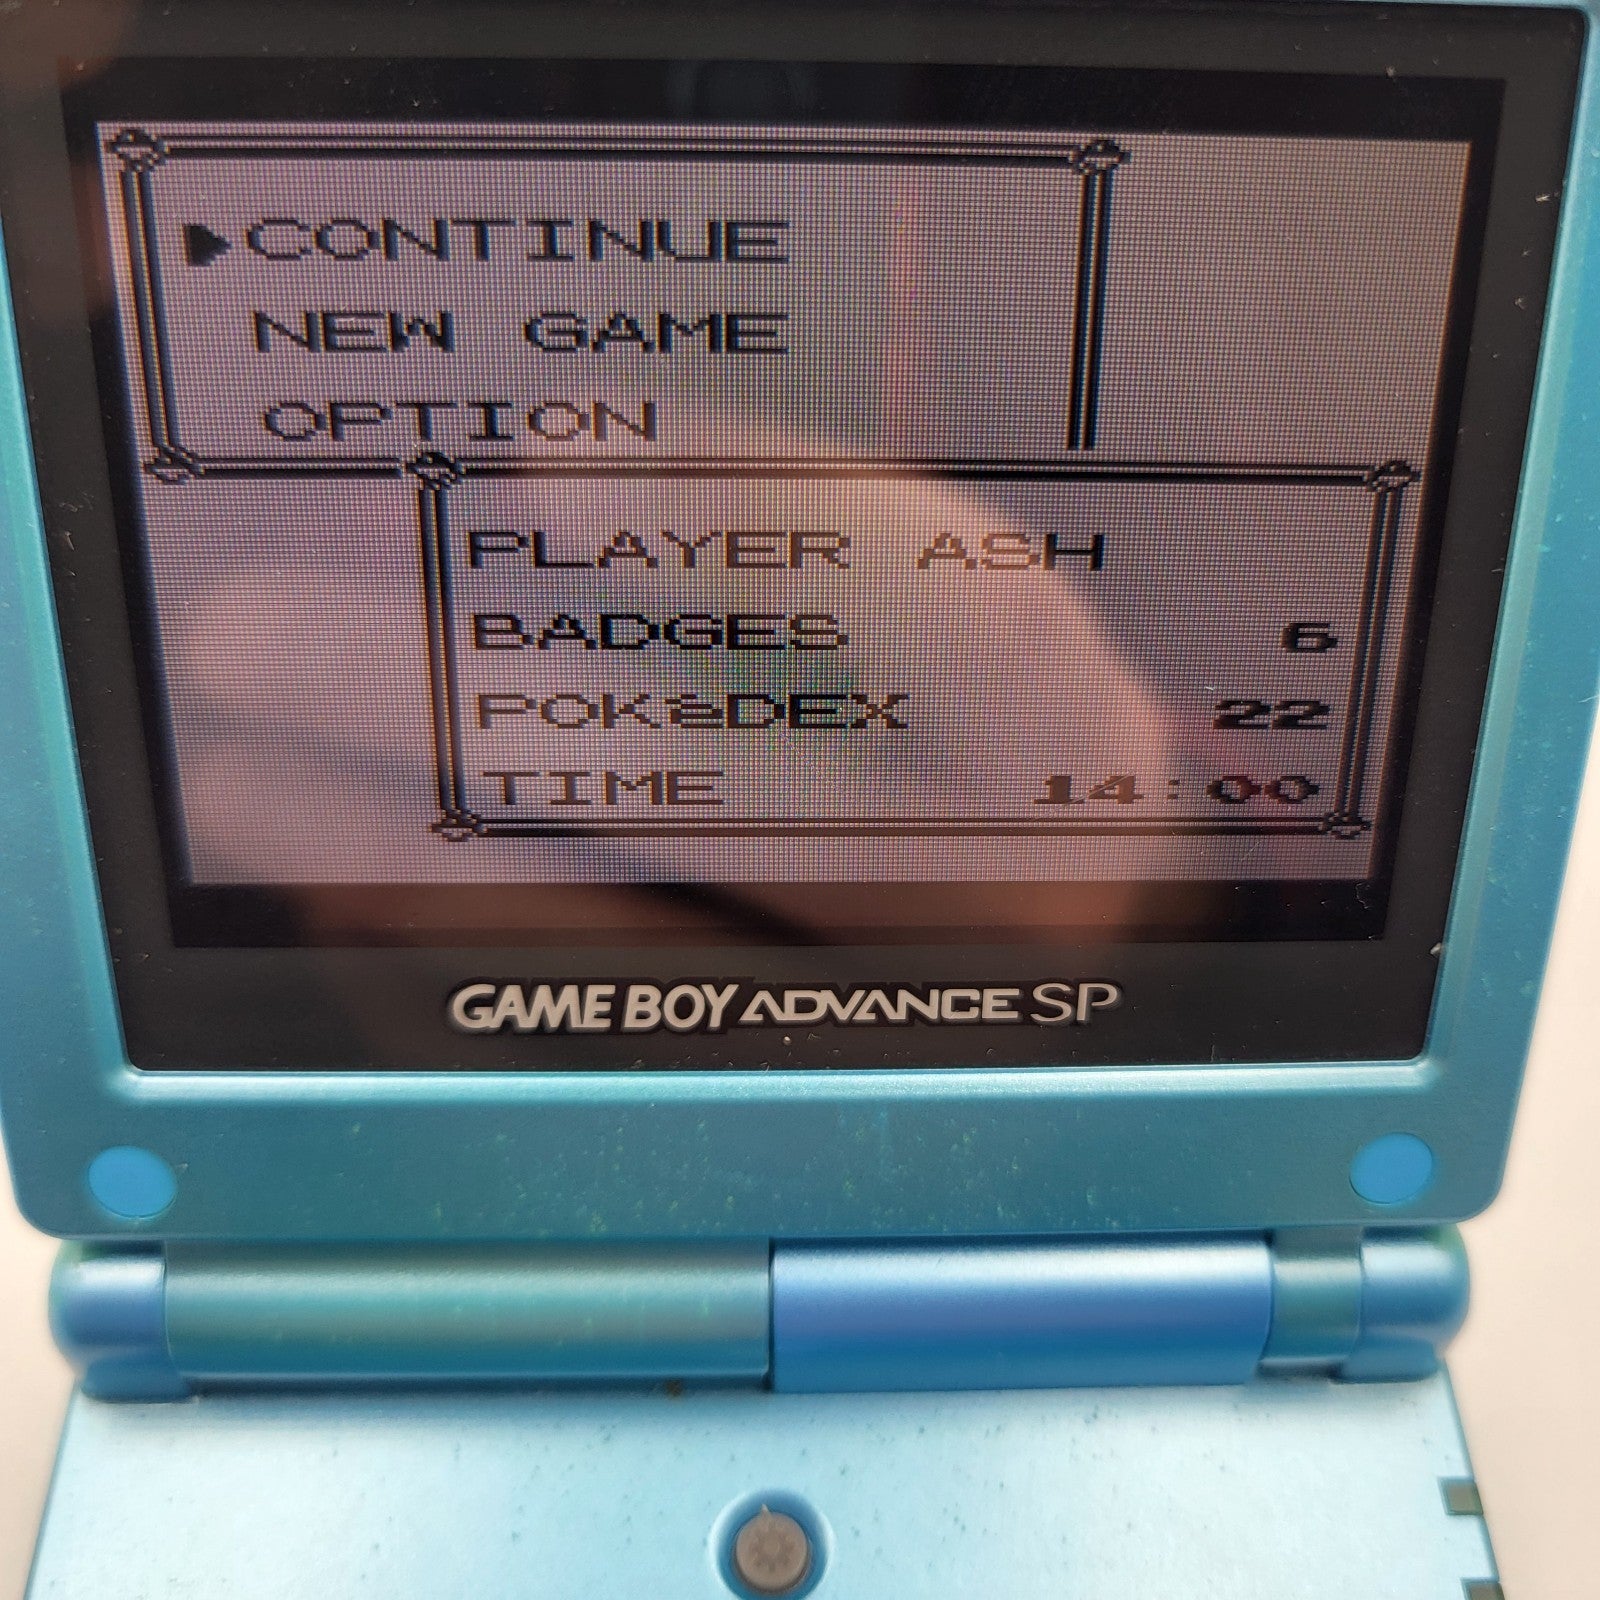 ▶CONTINUE
NEW GAME
OPTION
PLAYER ASH
BADGES 6
POKéDEX 22
TIME 14:00
GAME BOY ADVANCE SP